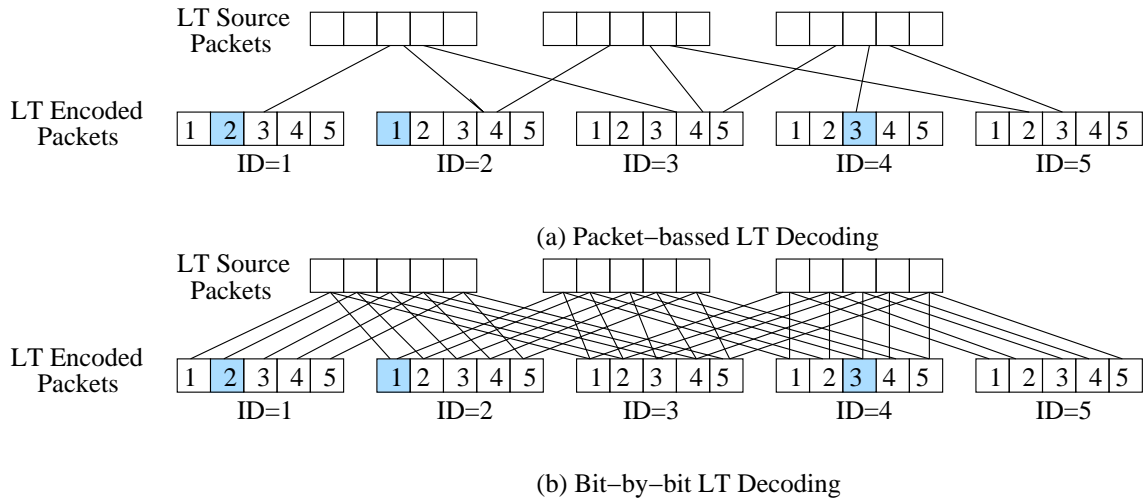 LT Source
Packets
LT Encoded
Packets
1 2 3 4 5 1 2 3 4 5 1 2 3 4 5 1 2 3 4 5 1 2 3 4 5
ID=1 ID=2 ID=3 ID=4 ID=5
(a) Packet−bassed LT Decoding
LT Source
Packets
LT Encoded
Packets
1 2 3 4 5 1 2 3 4 5 1 2 3 4 5 1 2 3 4 5 1 2 3 4 5
ID=1 ID=2 ID=3 ID=4 ID=5
(b) Bit−by−bit LT Decoding